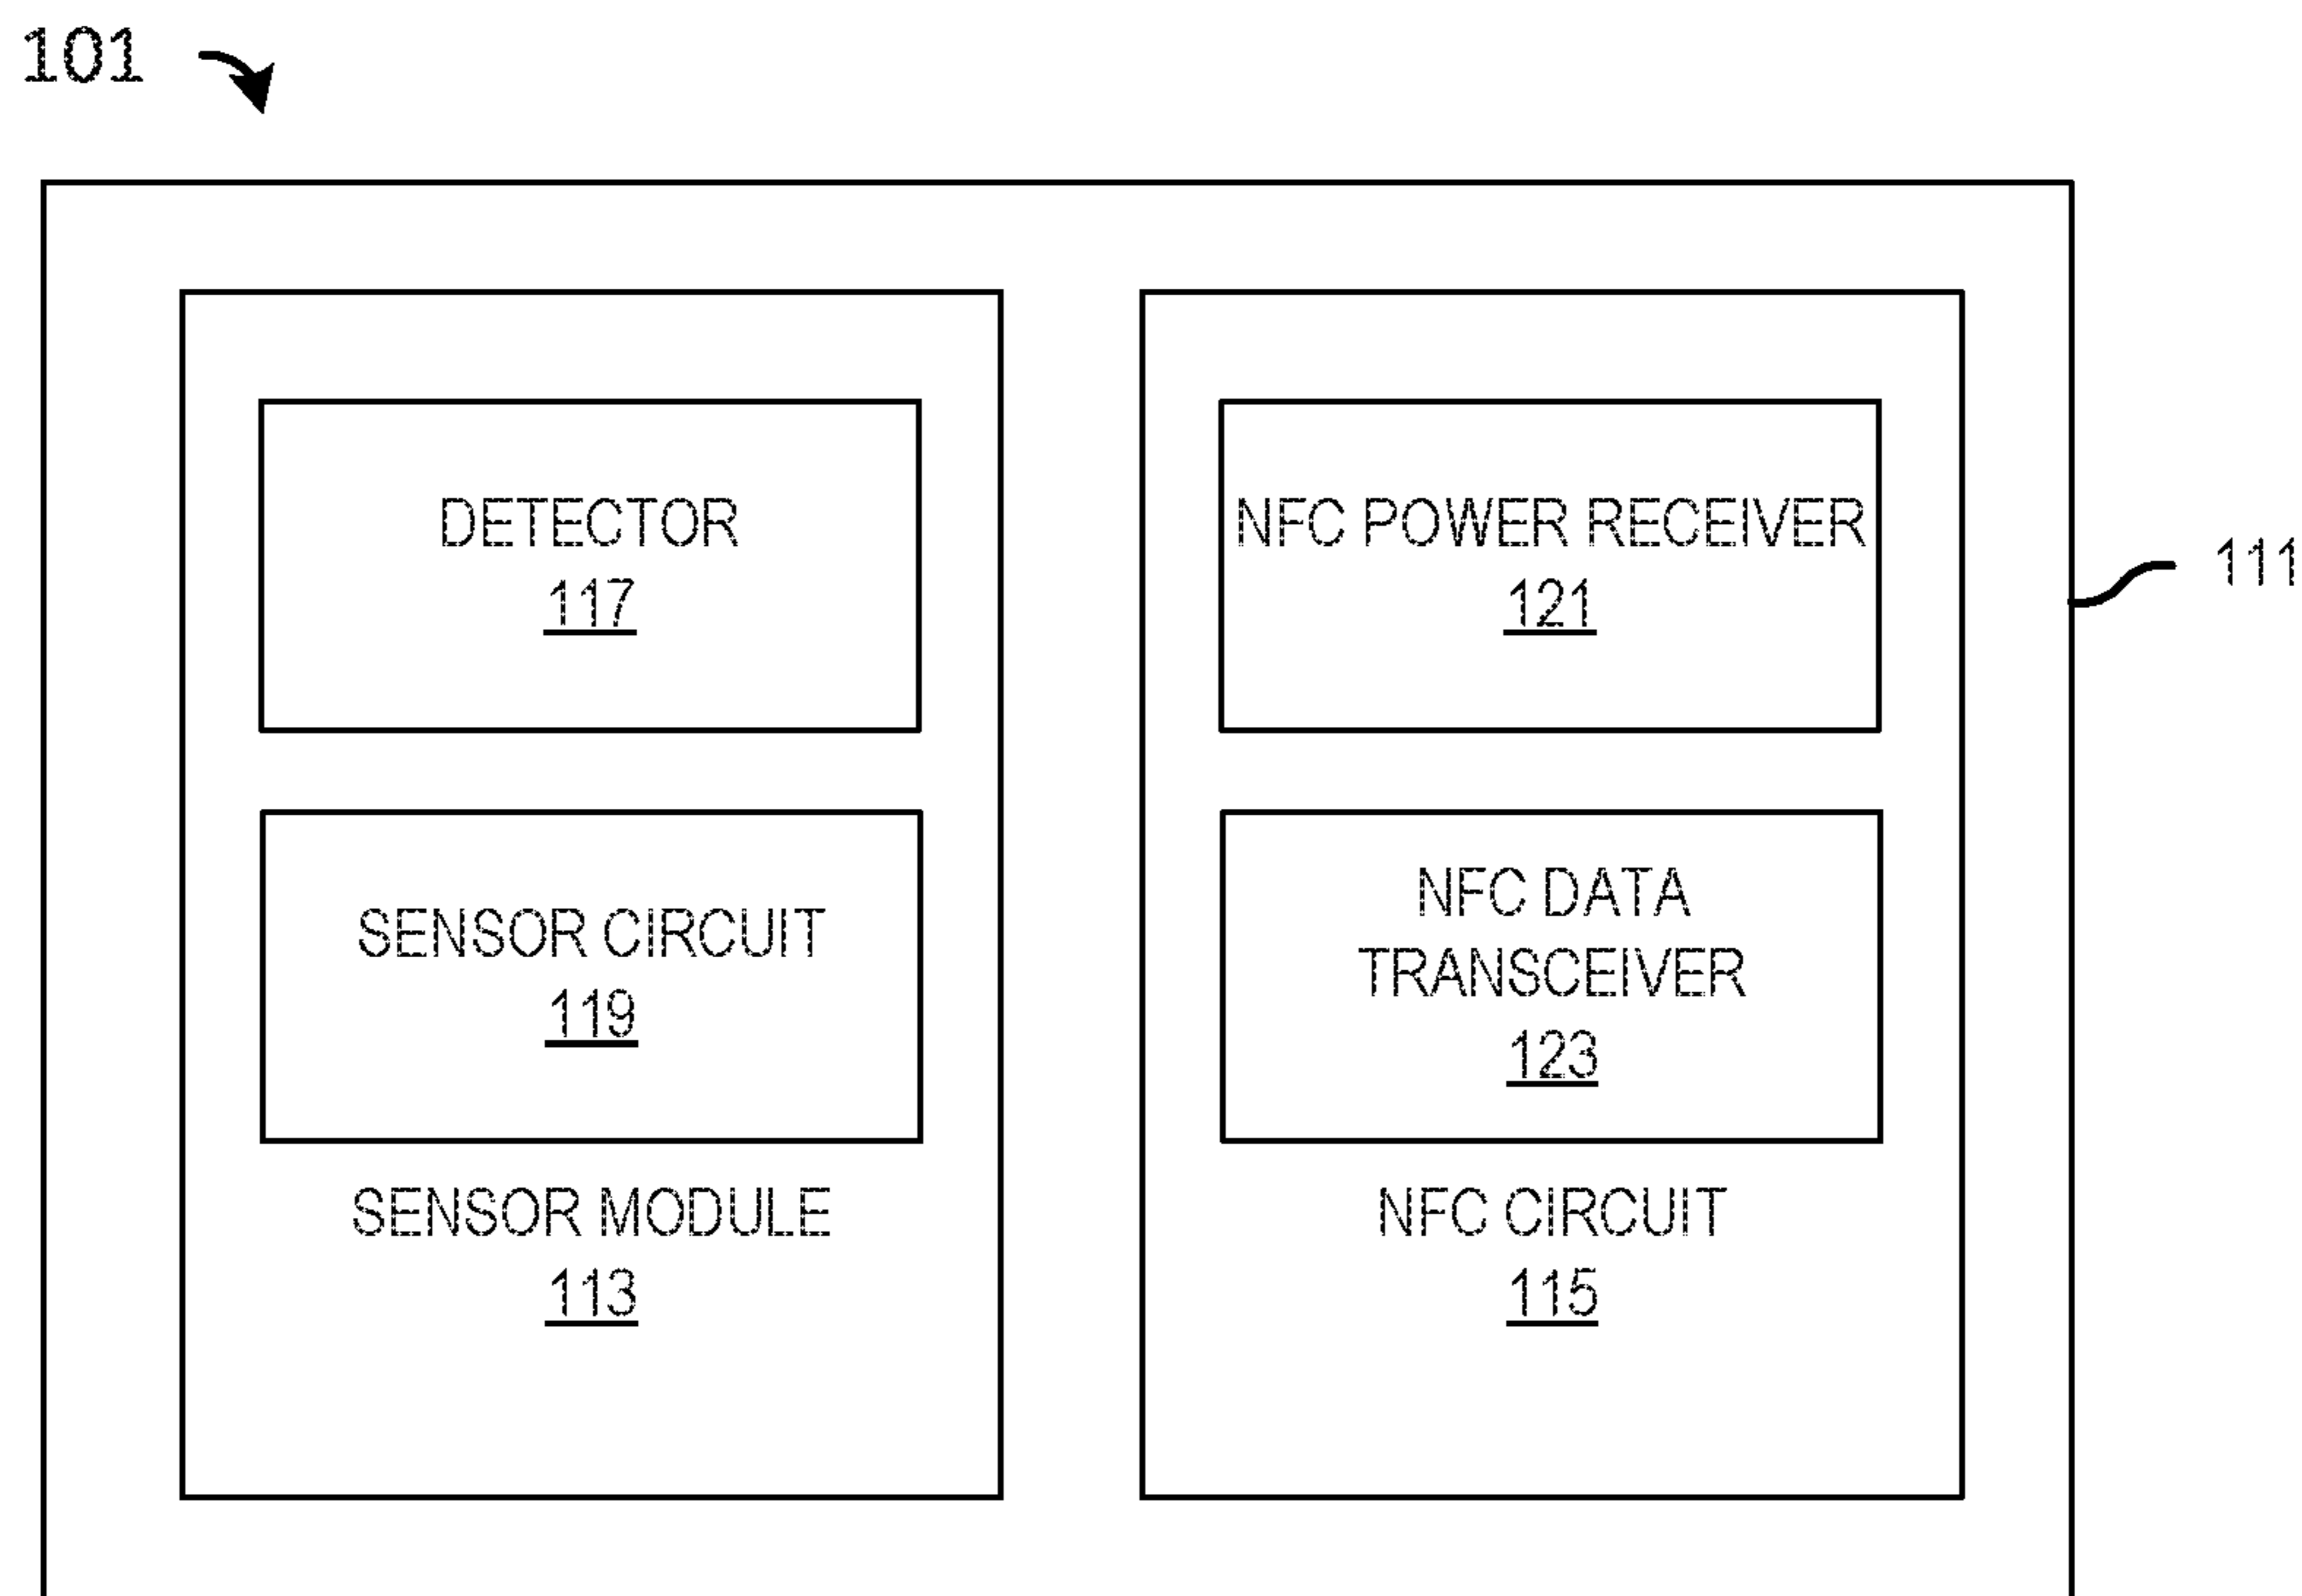 101
DETECTOR
117
NFC POWER RECEIVER
121
111
SENSOR CIRCUIT
119
NFC DATA
TRANSCEIVER
123
SENSOR MODULE
113
NFC CIRCUIT
115